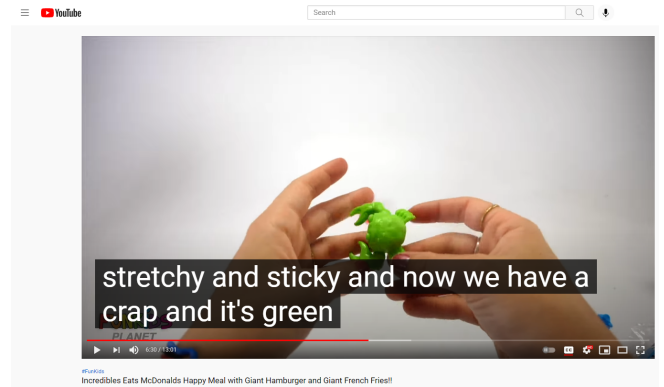 YouTube
Search
stretchy and sticky and now we have a
crap and it's green
PLANET
6:30 / 13:01
#FunKids
Incredibles Eats McDonalds Happy Meal with Giant Hamburger and Giant French Fries!!